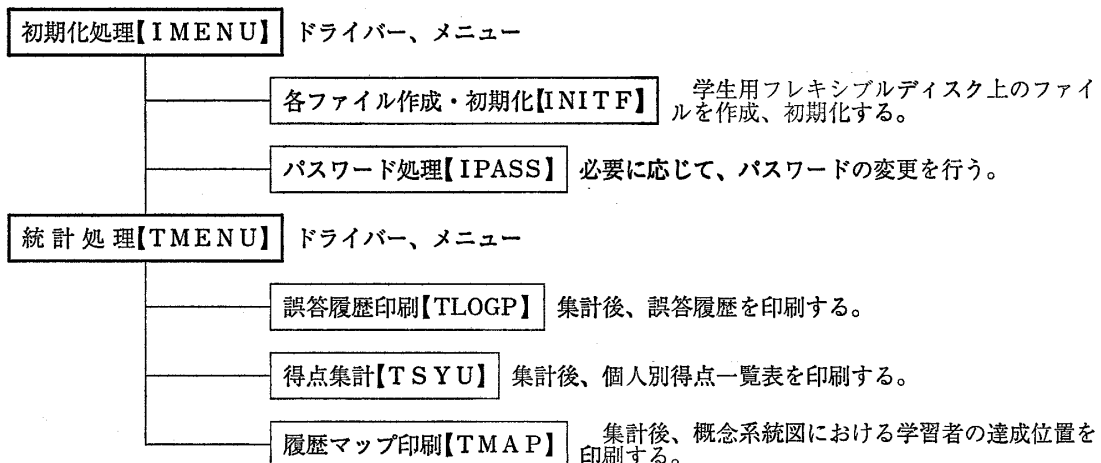 初期化処理【IMENU】 ドライバー、メニュー
各ファイル作成・初期化【INITF】 学生用フレキシブルディスク上のファイ
ルを作成、初期化する。
パスワード処理【IPASS】 必要に応じて、パスワードの変更を行う。
統計処理【TMENU】 ドライバー、メニュー
誤答履歴印刷【TLOGP】 集計後、誤答履歴を印刷する。
得点集計【TSYU】 集計後、個人別得点一覧表を印刷する。
履歴マップ印刷【TMAP】 集計後、概念系統図における学習者の達成位置を
印刷する。